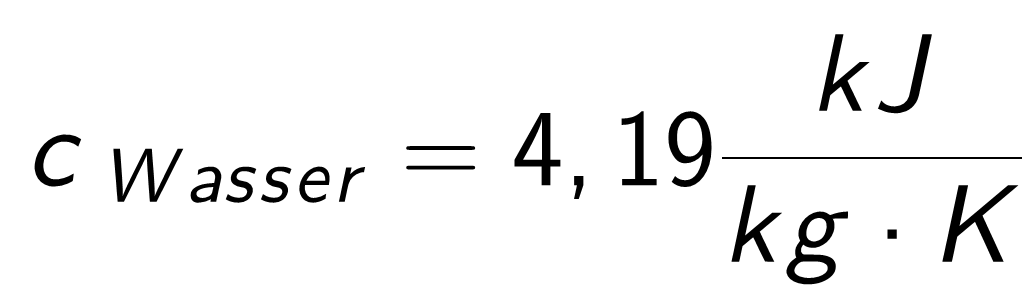 c Wasser = 4,19 kJ / kg · K